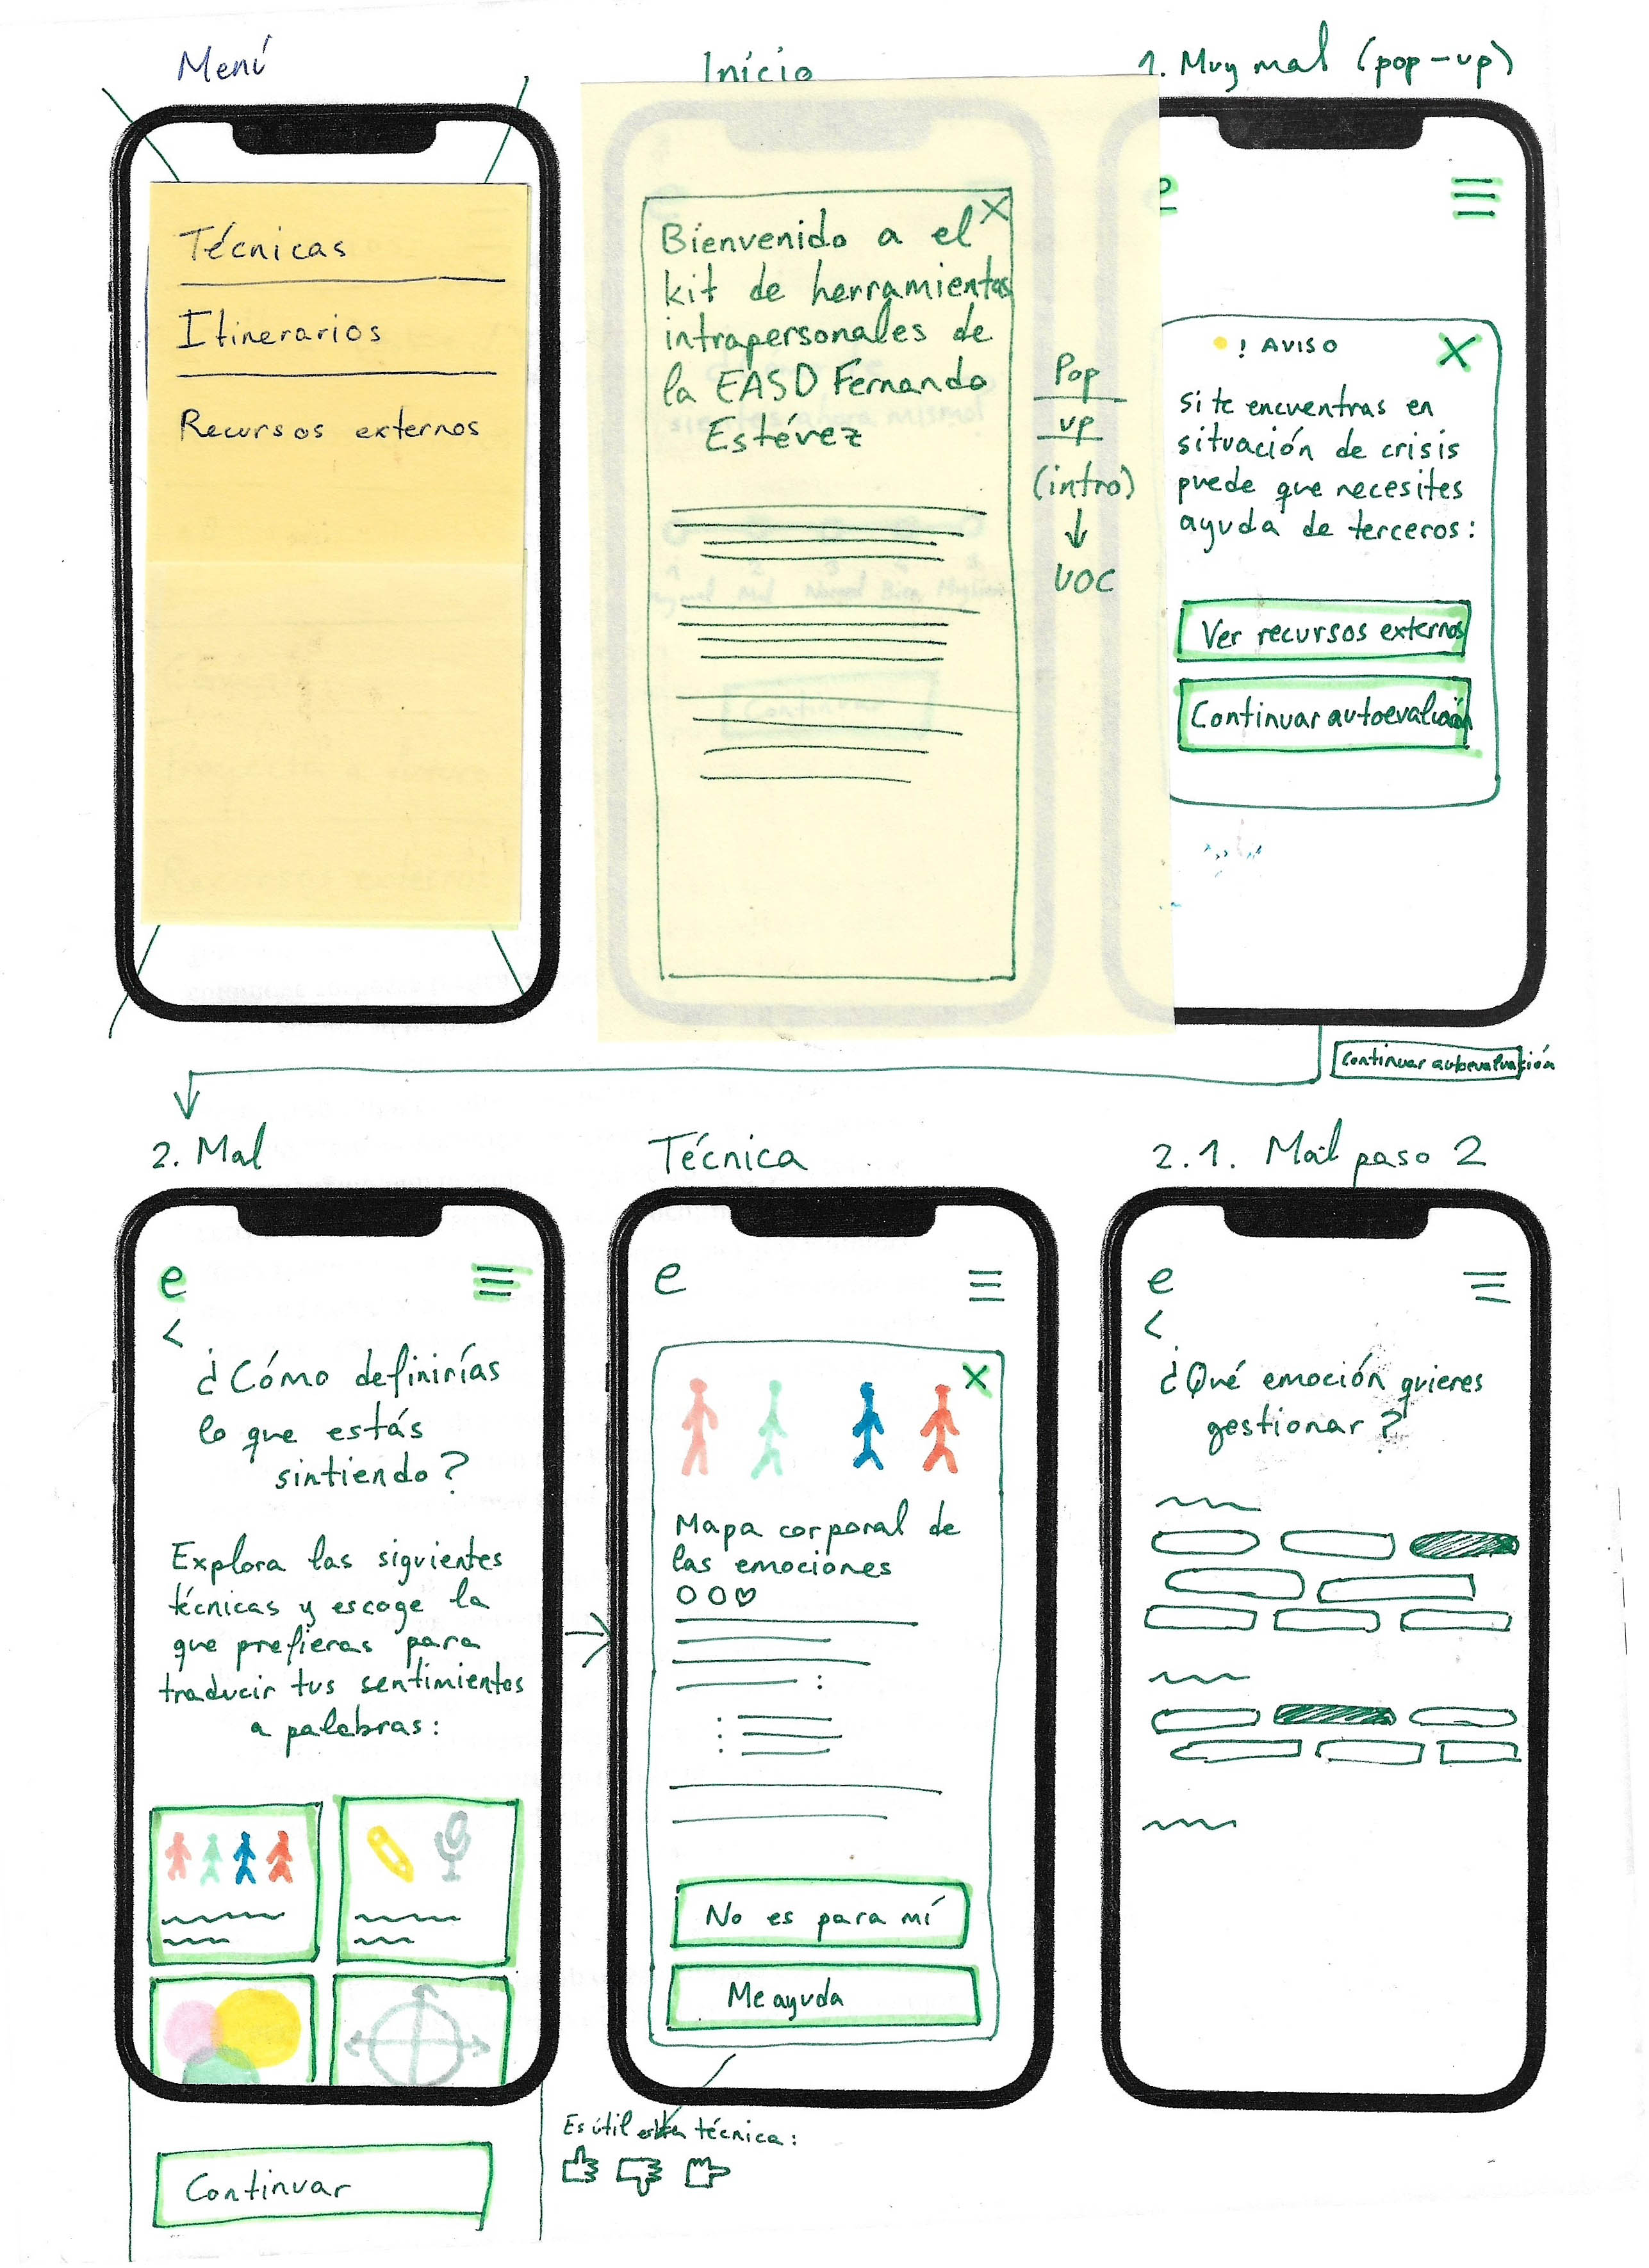 Mení
Início
1. Muy mal (pop-up)
Técnicas
Itinerarios
Recursos externos
X
Bienvenido a el
kit de herramientas
intrapersonales de
la EASD Fernando
Estévez
Pop
up
(intro)
↓
UOC
e
! AVISO
X
Si te encuentras en
situación de crisis
puede que necesites
ayuda de terceros:
Ver recursos externos
Continuar autoevaluación
Continuar autoevaluación
2. Mal
Técnica
2.1. Mal paso 2
e
<
¿Cómo definirías
lo que estás
sintiendo?
Explora las siguientes
técnicas y escoge la
que prefieras para
traducir tus sentimientos
a palabras:
Continuar
e
X
Mapa corporal de
las emociones
No es para mí
Me ayuda
Es útil esta técnica:
e
<
¿Qué emoción quieres
gestionar?